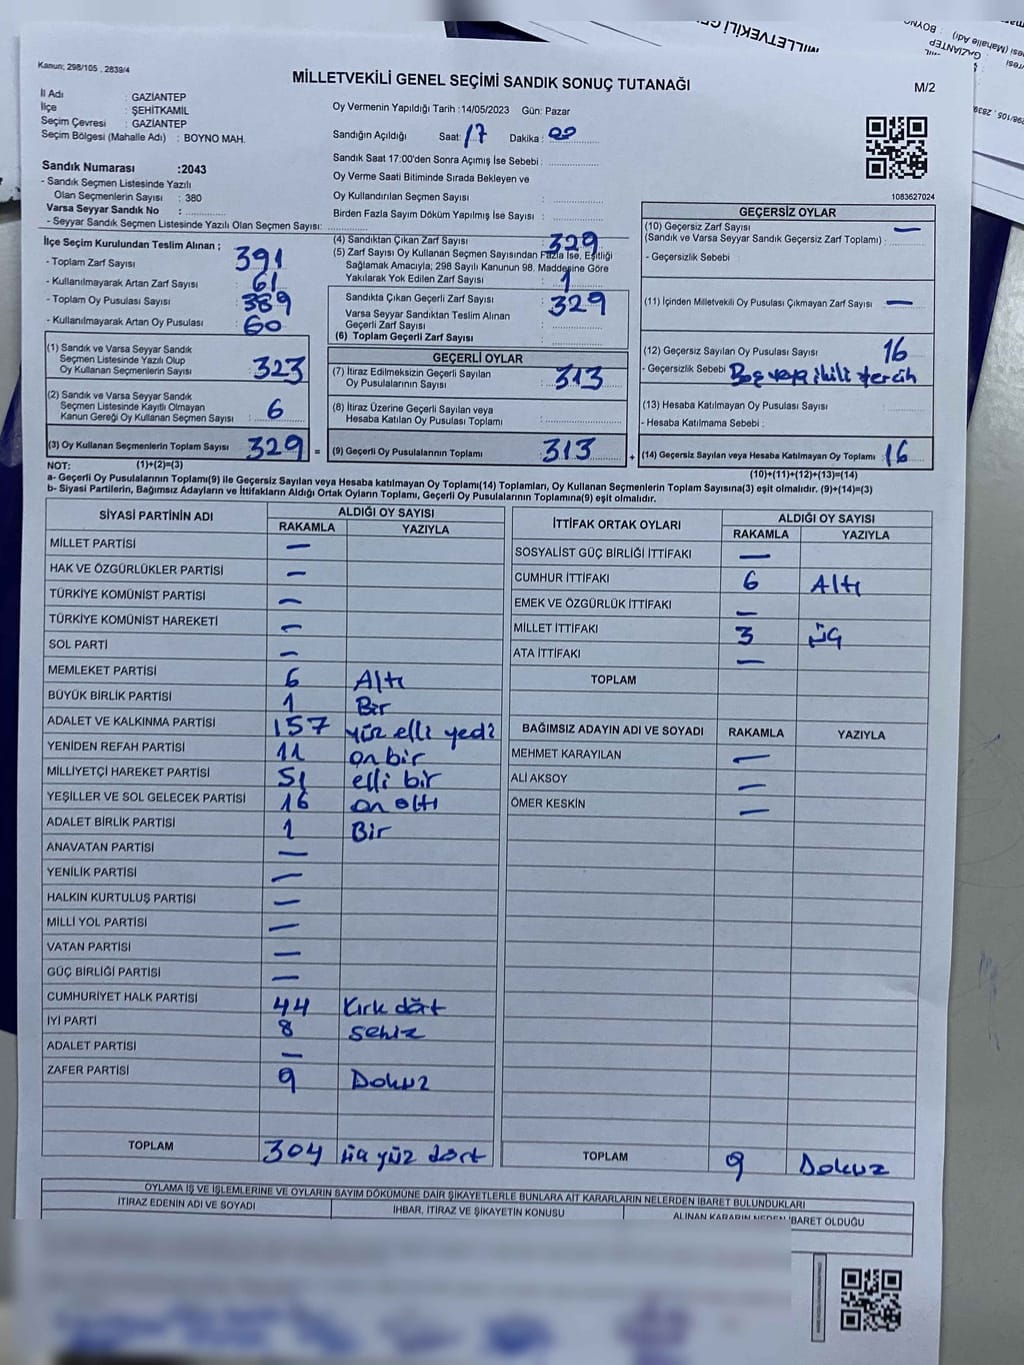 MİLLETVEKİLİ GE
BOYNO
GAZİANTEP
esi (Mahalle Adı)
98/105, 2839
Kanun; 298/105 , 2839/4
MİLLETVEKİLİ GENEL SEÇİMİ SANDIK SONUÇ TUTANAĞI
M/2
İl Adı : GAZİANTEP
İlçe : ŞEHİTKAMİL
Seçim Çevresi : GAZİANTEP
Seçim Bölgesi (Mahalle Adı) : BOYNO MAH.
Sandık Numarası :2043
- Sandık Seçmen Listesinde Yazılı
Olan Seçmenlerin Sayısı : 380
Varsa Seyyar Sandık No :
- Seyyar Sandık Seçmen Listesinde Yazılı Olan Seçmen Sayısı:
Oy Vermenin Yapıldığı Tarih :14/05/2023 Gün: Pazar
Sandığın Açıldığı Saat: 17 Dakika : 00
Sandık Saat 17:00'den Sonra Açımış İse Sebebi :
Oy Verme Saati Bitiminde Sırada Bekleyen ve
Oy Kullandırılan Seçmen Sayısı :
Birden Fazla Sayım Döküm Yapılmış İse Sayısı :
1083627024
İlçe Seçim Kurulundan Teslim Alınan ;
- Toplam Zarf Sayısı : 391
- Kullanılmayarak Artan Zarf Sayısı : 61
- Toplam Oy Pusulası Sayısı : 389
- Kullanılmayarak Artan Oy Pusulası : 60
(1) Sandık ve Varsa Seyyar Sandık
Seçmen Listesinde Yazılı Olup
Oy Kullanan Seçmenlerin Sayısı : 323
(2) Sandık ve Varsa Seyyar Sandık
Seçmen Listesinde Kayıtlı Olmayan
Kanun Gereği Oy Kullanan Seçmen Sayısı : 6
(3) Oy Kullanan Seçmenlerin Toplam Sayısı : 329 =
(4) Sandıktan Çıkan Zarf Sayısı : 329
(5) Zarf Sayısı Oy Kullanan Seçmen Sayısından Fazla İse, Eşitliği
Sağlamak Amacıyla; 298 Sayılı Kanunun 98. Maddesine Göre
Yakılarak Yok Edilen Zarf Sayısı : 1
Sandıkta Çıkan Geçerli Zarf Sayısı : 329
Varsa Seyyar Sandıktan Teslim Alınan
Geçerli Zarf Sayısı :
(6) Toplam Geçerli Zarf Sayısı :
GEÇERLİ OYLAR
(7) İtiraz Edilmeksizin Geçerli Sayılan
Oy Pusulalarının Sayısı : 313
(8) İtiraz Üzerine Geçerli Sayılan veya
Hesaba Katılan Oy Pusulası Toplamı :
(9) Geçerli Oy Pusulalarının Toplamı : 313 +
GEÇERSİZ OYLAR
(10) Geçersiz Zarf Sayısı
(Sandık ve Varsa Seyyar Sandık Geçersiz Zarf Toplamı) : —
- Geçersizlik Sebebi :
(11) İçinden Milletvekili Oy Pusulası Çıkmayan Zarf Sayısı : —
(12) Geçersiz Sayılan Oy Pusulası Sayısı : 16
- Geçersizlik Sebebi : Boş veya ikili tercih
(13) Hesaba Katılmayan Oy Pusulası Sayısı :
- Hesaba Katılmama Sebebi :
(14) Geçersiz Sayılan veya Hesaba Katılmayan Oy Toplamı : 16
NOT: (1)+(2)=(3) (10)+(11)+(12)+(13)=(14)
a- Geçerli Oy Pusulalarının Toplamı(9) ile Geçersiz Sayılan veya Hesaba katılmayan Oy Toplamı(14) Toplamları, Oy Kullanan Seçmenlerin Toplam Sayısına(3) eşit olmalıdır. (9)+(14)=(3)
b- Siyasi Partilerin, Bağımsız Adayların ve İttifakların Aldığı Ortak Oyların Toplamı, Geçerli Oy Pusulalarının Toplamına(9) eşit olmalıdır.
SİYASİ PARTİNİN ADI ALDIĞI OY SAYISI
RAKAMLA YAZIYLA
MİLLET PARTİSİ —
HAK VE ÖZGÜRLÜKLER PARTİSİ —
TÜRKİYE KOMÜNİST PARTİSİ —
TÜRKİYE KOMÜNİST HAREKETİ —
SOL PARTİ —
MEMLEKET PARTİSİ 6 Altı
BÜYÜK BİRLİK PARTİSİ 1 Bir
ADALET VE KALKINMA PARTİSİ 157 yüz elli yedi
YENİDEN REFAH PARTİSİ 11 on bir
MİLLİYETÇİ HAREKET PARTİSİ 51 elli bir
YEŞİLLER VE SOL GELECEK PARTİSİ 16 on altı
ADALET BİRLİK PARTİSİ 1 Bir
ANAVATAN PARTİSİ —
YENİLİK PARTİSİ —
HALKIN KURTULUŞ PARTİSİ —
MİLLİ YOL PARTİSİ —
VATAN PARTİSİ —
GÜÇ BİRLİĞİ PARTİSİ —
CUMHURİYET HALK PARTİSİ 44 Kırk dört
İYİ PARTİ 8 sekiz
ADALET PARTİSİ —
ZAFER PARTİSİ 9 Dokuz
TOPLAM 304 üç yüz dört
İTTİFAK ORTAK OYLARI ALDIĞI OY SAYISI
RAKAMLA YAZIYLA
SOSYALİST GÜÇ BİRLİĞİ İTTİFAKI —
CUMHUR İTTİFAKI 6 Altı
EMEK VE ÖZGÜRLÜK İTTİFAKI —
MİLLET İTTİFAKI 3 üç
ATA İTTİFAKI —
TOPLAM
BAĞIMSIZ ADAYIN ADI VE SOYADI RAKAMLA YAZIYLA
MEHMET KARAYILAN —
ALİ AKSOY —
ÖMER KESKİN —
TOPLAM 9 Dokuz
OYLAMA İŞ VE İŞLEMLERİNE VE OYLARIN SAYIM DÖKÜMÜNE DAİR ŞİKAYETLERLE BUNLARA AİT KARARLARIN NELERDEN İBARET BULUNDUKLARI
İTİRAZ EDENİN ADI VE SOYADI İHBAR, İTİRAZ VE ŞİKAYETİN KONUSU ALINAN KARARIN NEDEN İBARET OLDUĞU